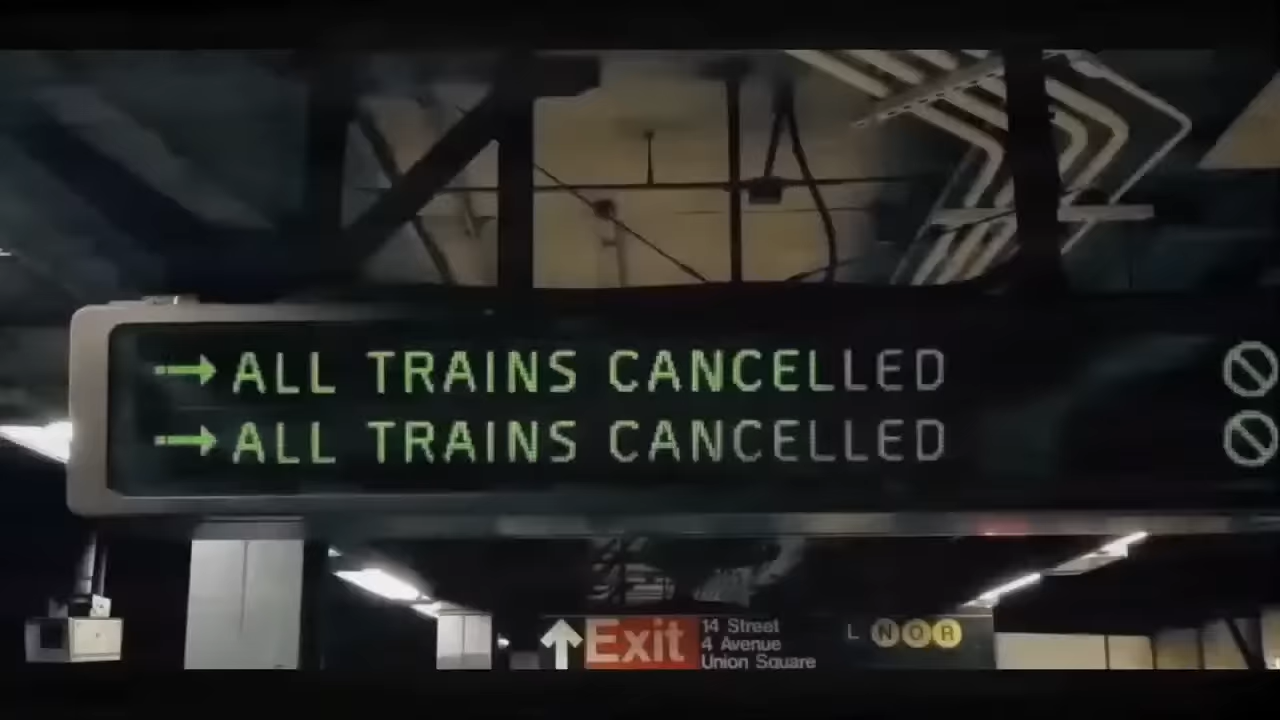 →ALL TRAINS CANCELLED
→ALL TRAINS CANCELLED
Exit
14 Street
4 Avenue
Union Square
L N Q R